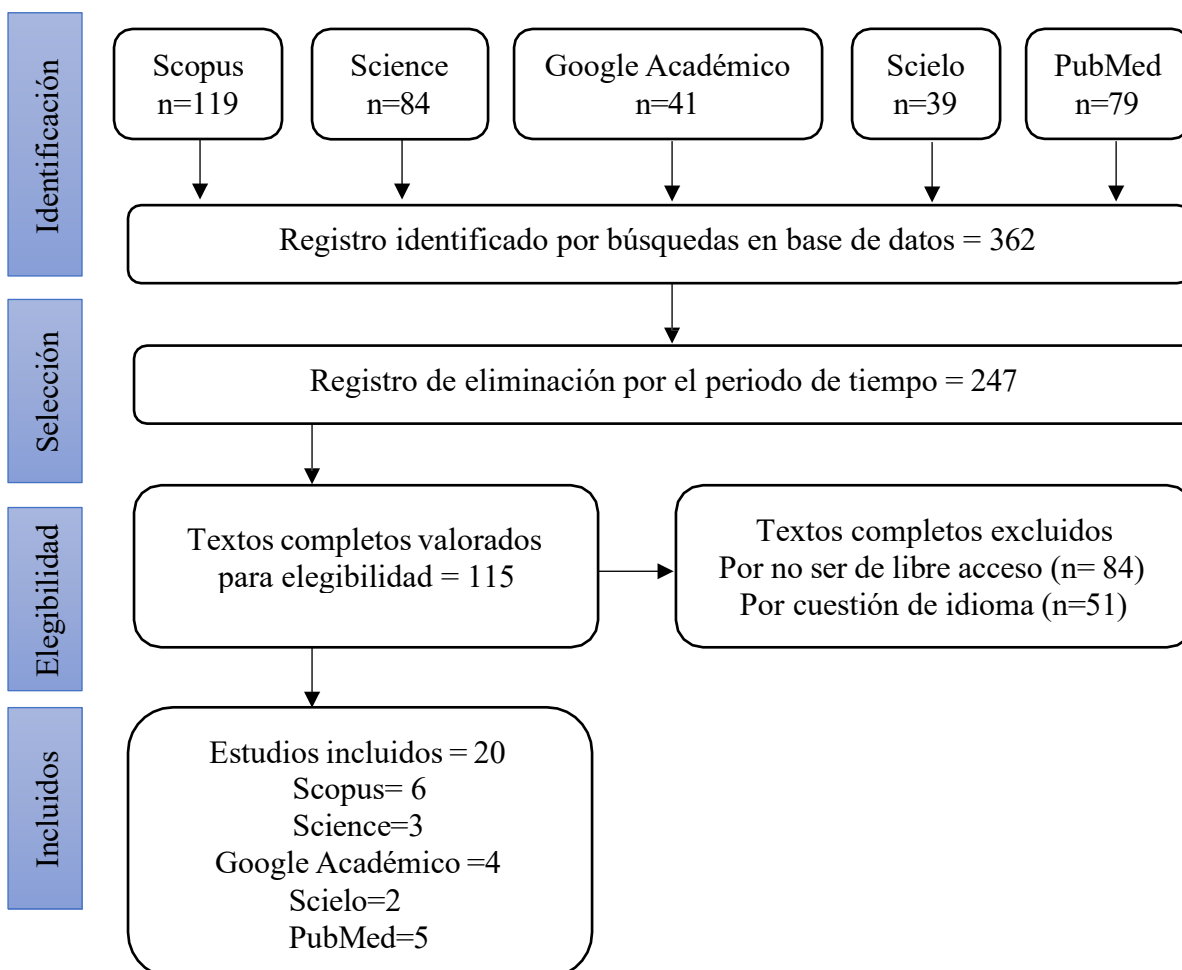 Identificación
Scopus
n=119
Science
n=84
Google Académico
n=41
Scielo
n=39
PubMed
n=79
Registro identificado por búsquedas en base de datos = 362
Selección
Registro de eliminación por el periodo de tiempo = 247
Elegibilidad
Textos completos valorados
para elegibilidad = 115
Textos completos excluidos
Por no ser de libre acceso (n= 84)
Por cuestión de idioma (n=51)
Incluidos
Estudios incluidos = 20
Scopus= 6
Science=3
Google Académico =4
Scielo=2
PubMed=5